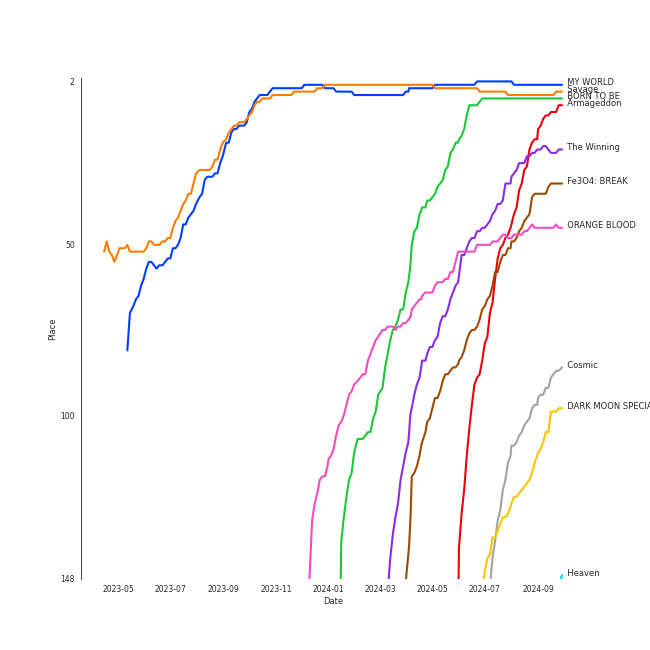 2
MY WORLD
Savage
BORN TO BE
Armageddon
The Winning
Fe3O4: BREAK
ORANGE BLOOD
50
Place
Cosmic
100
DARK MOON SPECIA
148
Heaven
2023-05
2023-07
2023-09
2023-11
2024-01
2024-03
2024-05
2024-07
2024-09
Date